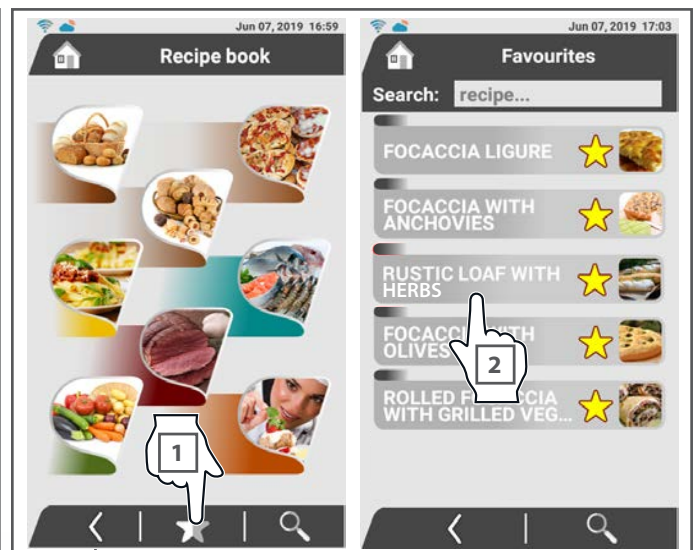 Jun 07, 2019 16:59
Recipe book
1
Jun 07, 2019 17:03
Favourites
Search: recipe...
FOCACCIA LIGURE
FOCACCIA WITH
ANCHOVIES
RUSTIC LOAF WITH
HERBS
OLIVES
2
ROLLED
WITH GRILLED VEG...